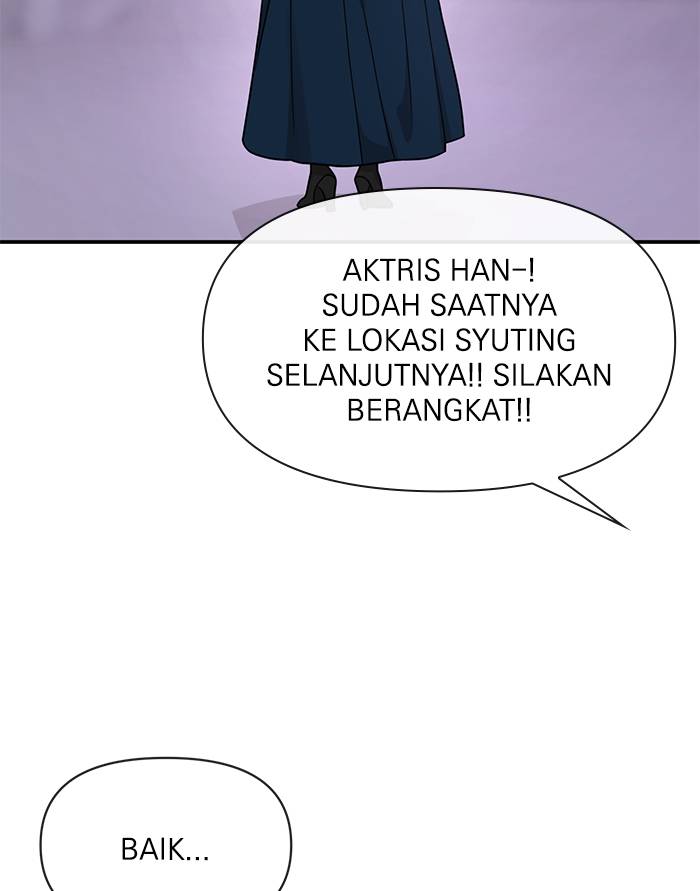 AKTRIS HAN-!
SUDAH SAATNYA
KE LOKASI SYUTING
SELANJUTNYA!! SILAKAN
BERANGKAT!!
BAIK...